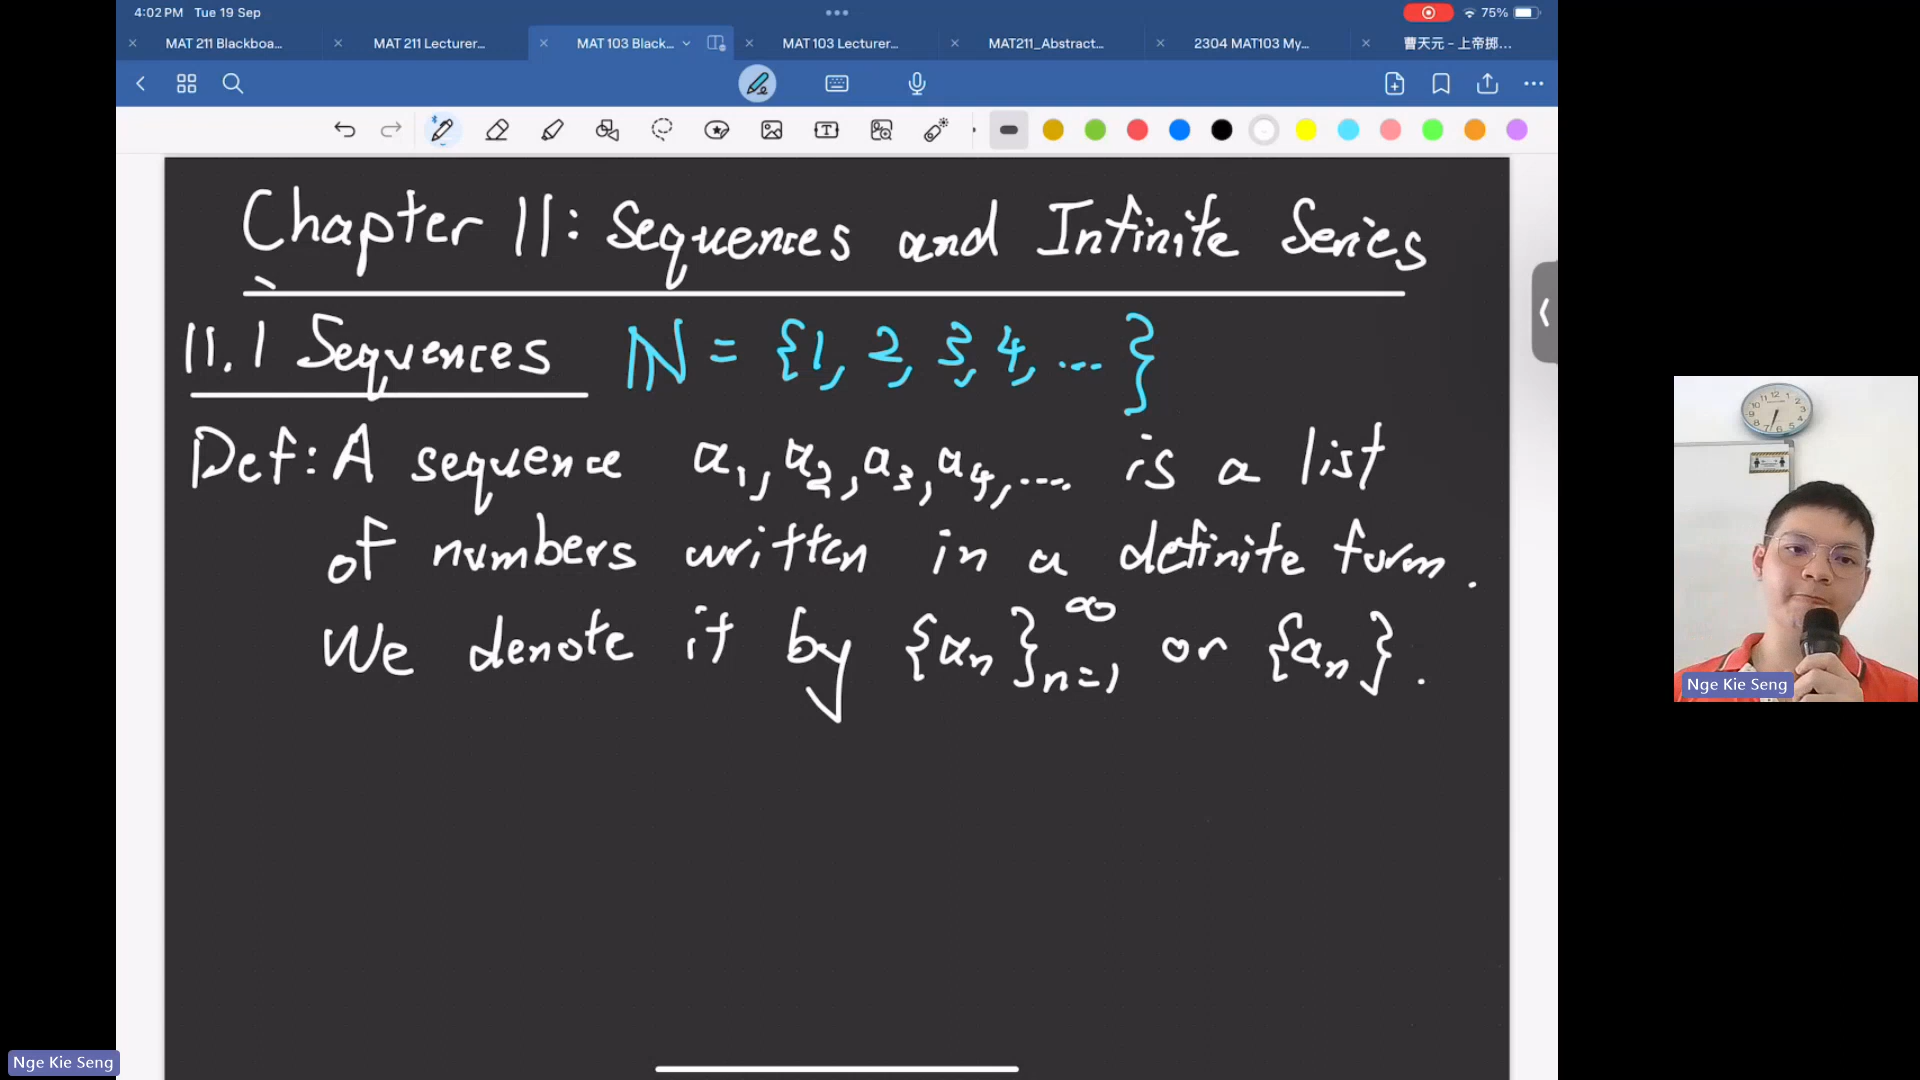 4:02 PM Tue 19 Sep
75%
MAT 211 Blackboa...
MAT 211 Lecturer...
MAT 103 Black...
MAT 103 Lecturer...
MAT211_Abstract...
2304 MAT103 My...
曹天元 - 上帝掷...
Chapter 11: Sequences and Infinite Series
11.1 Sequences ℕ = {1, 2, 3, 4, ... }
Def: A sequence a₁, a₂, a₃, a₄, .... is a list
of numbers written in a definite form.
We denote it by {aₙ}_{n=1}^∞ or {aₙ}.
Nge Kie Seng
Nge Kie Seng